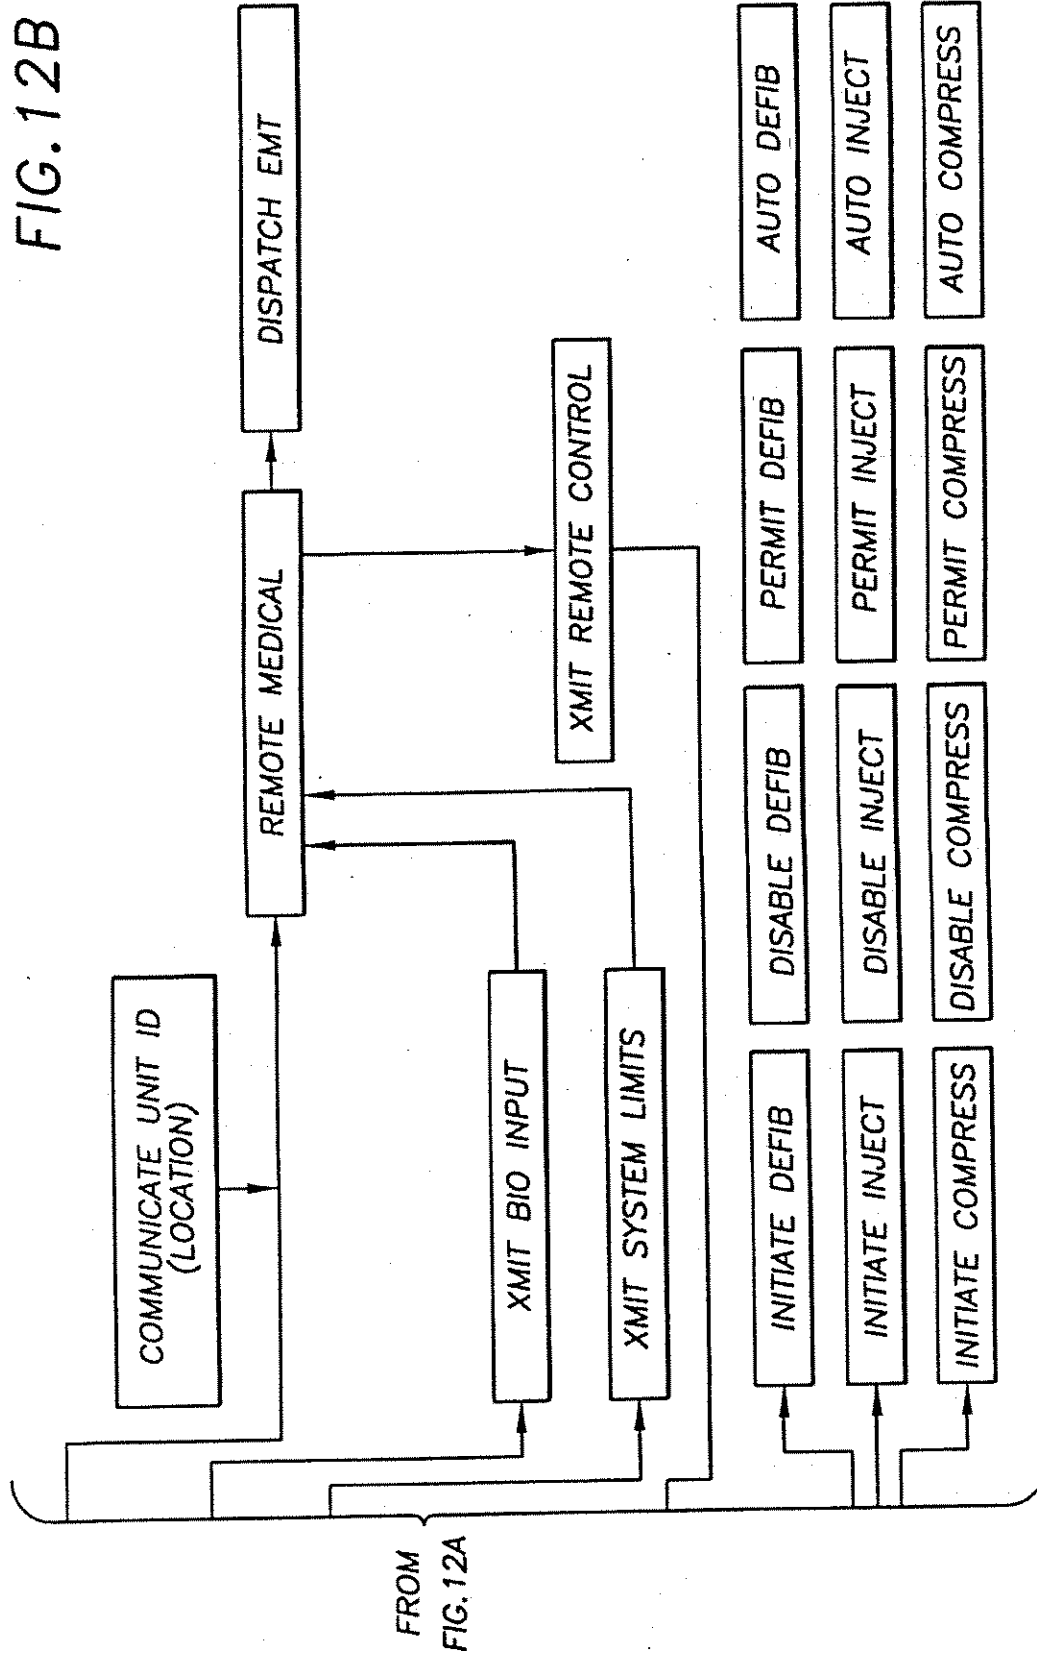 FIG.12B
COMMUNICATE UNIT ID
(LOCATION)
REMOTE MEDICAL
DISPATCH EMT
FROM
FIG.12A
XMIT BIO INPUT
XMIT SYSTEM LIMITS
XMIT REMOTE CONTROL
INITIATE DEFIB
DISABLE DEFIB
PERMIT DEFIB
AUTO DEFIB
INITIATE INJECT
DISABLE INJECT
PERMIT INJECT
AUTO INJECT
INITIATE COMPRESS
DISABLE COMPRESS
PERMIT COMPRESS
AUTO COMPRESS